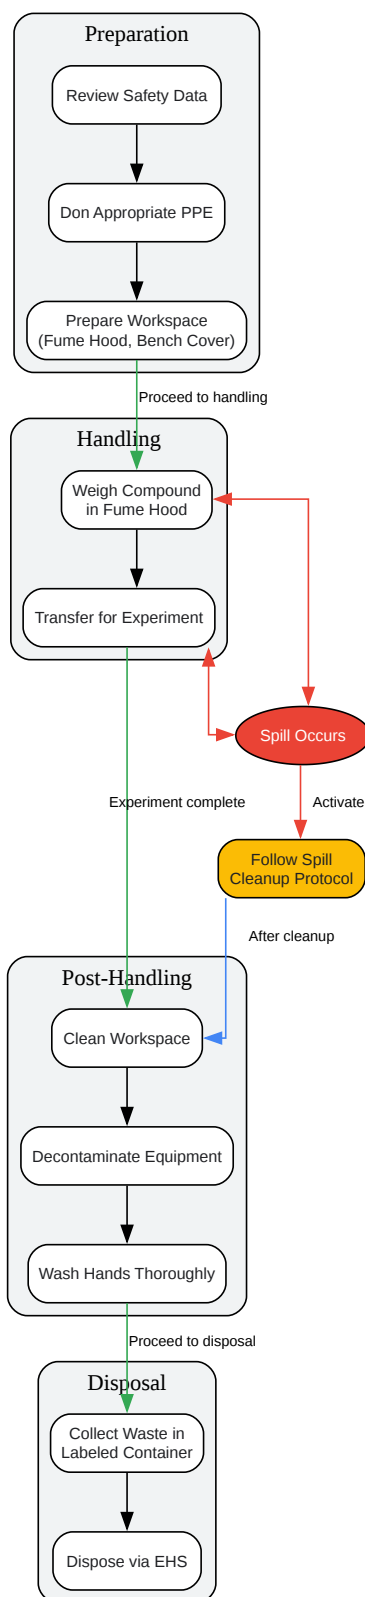 Preparation
Review Safety Data
Don Appropriate PPE
Prepare Workspace
(Fume Hood, Bench Cover)
Proceed to handling
Handling
Weigh Compound
in Fume Hood
Transfer for Experiment
Spill Occurs
Experiment complete
Activate
Follow Spill
Cleanup Protocol
After cleanup
Post-Handling
Clean Workspace
Decontaminate Equipment
Wash Hands Thoroughly
Proceed to disposal
Disposal
Collect Waste in
Labeled Container
Dispose via EHS